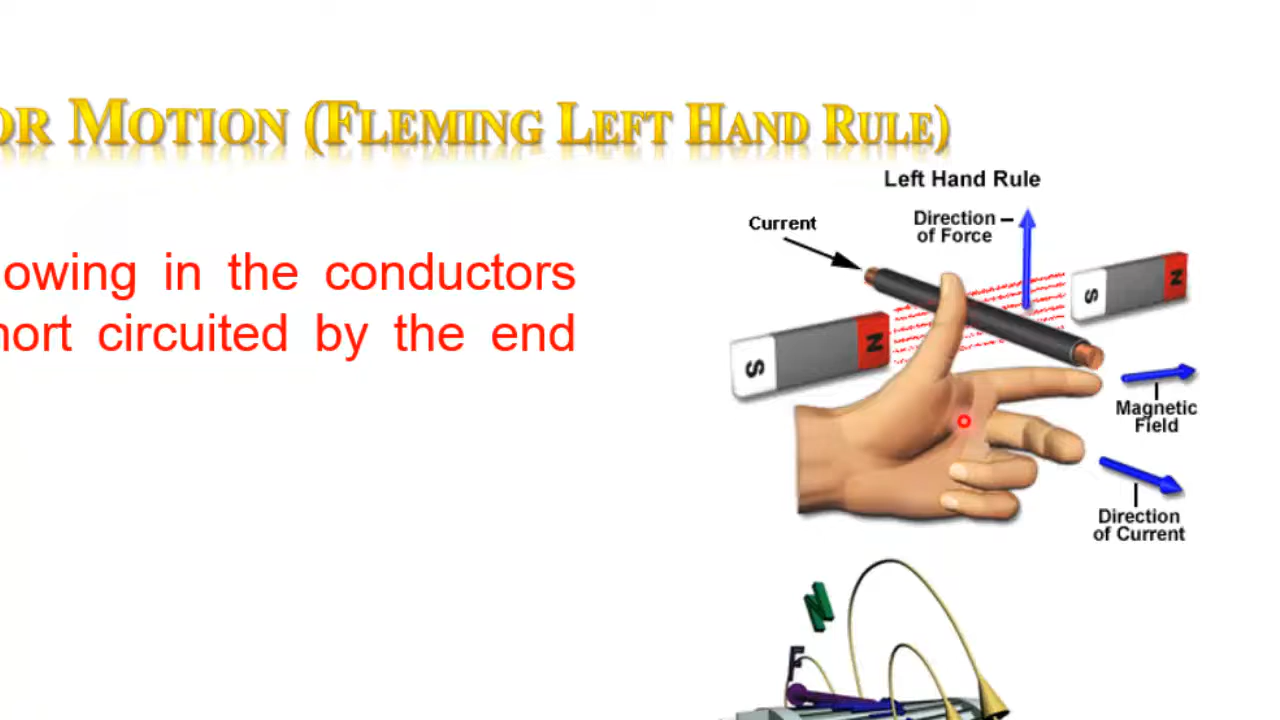 OR MOTION (FLEMING LEFT HAND RULE)
Left Hand Rule
Current
Direction
of Force
owing in the conductors
hort circuited by the end
N
S
N
S
Magnetic
Field
Direction
of Current
N
F